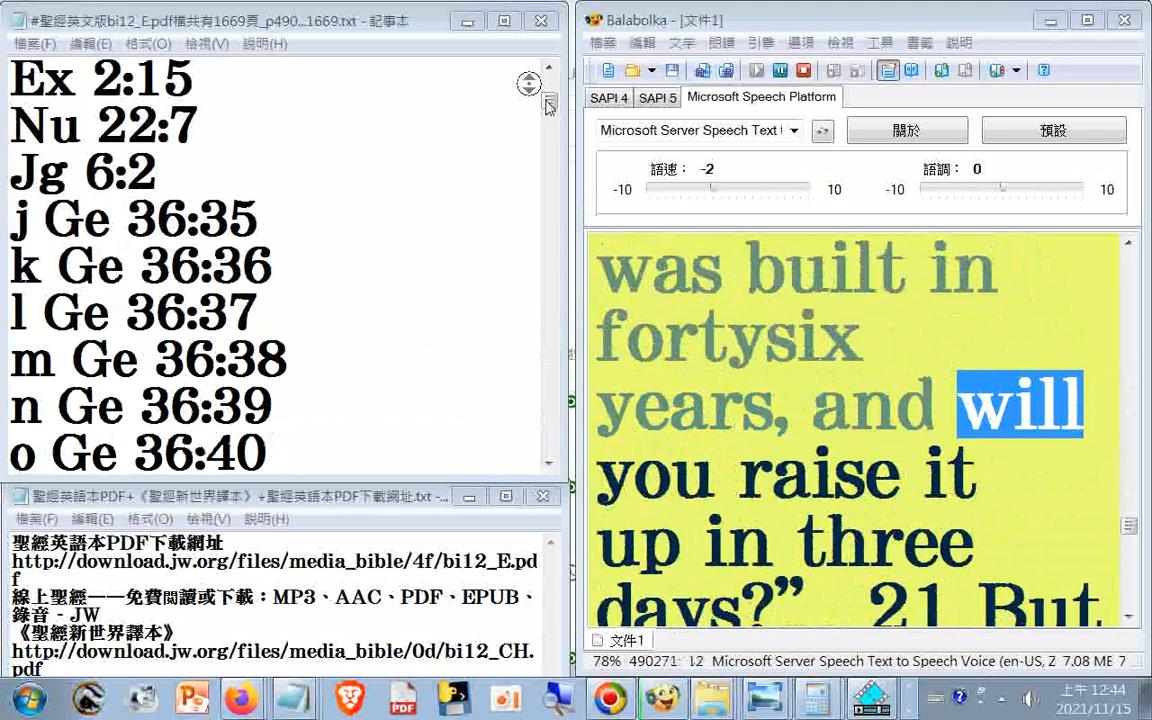 #聖經英文版bi12_E.pdf橫共有1669頁_p490...1669.txt - 記事本
檔案(F) 編輯(E) 格式(O) 檢視(V) 說明(H)
Ex 2:15
Nu 22:7
Jg 6:2
j Ge 36:35
k Ge 36:36
l Ge 36:37
m Ge 36:38
n Ge 36:39
o Ge 36:40
聖經英語本PDF+《聖經新世界譯本》+聖經英語本PDF下載網址.txt -...
檔案(F) 編輯(E) 格式(O) 檢視(V) 說明(H)
聖經英語本PDF下載網址
http://download.jw.org/files/media_bible/4f/bi12_E.pd
f
線上聖經——免費閱讀或下載：MP3、AAC、PDF、EPUB、
錄音 - JW
《聖經新世界譯本》
http://download.jw.org/files/media_bible/0d/bi12_CH.
pdf
Balabolka - [文件1]
檔案 編輯 文字 朗讀 引擎 選項 檢視 工具 書籤 說明
SAPI 4 SAPI 5 Microsoft Speech Platform
Microsoft Server Speech Text 關於 預設
語速： -2 語調： 0
-10 10 -10 10
was built in
fortysix
years, and will
you raise it
up in three
days?” 21 But
文件1
78% 490271: 12 Microsoft Server Speech Text to Speech Voice (en-US, Z 7.08 ME 7
PDF
上午 12:44
2021/11/15